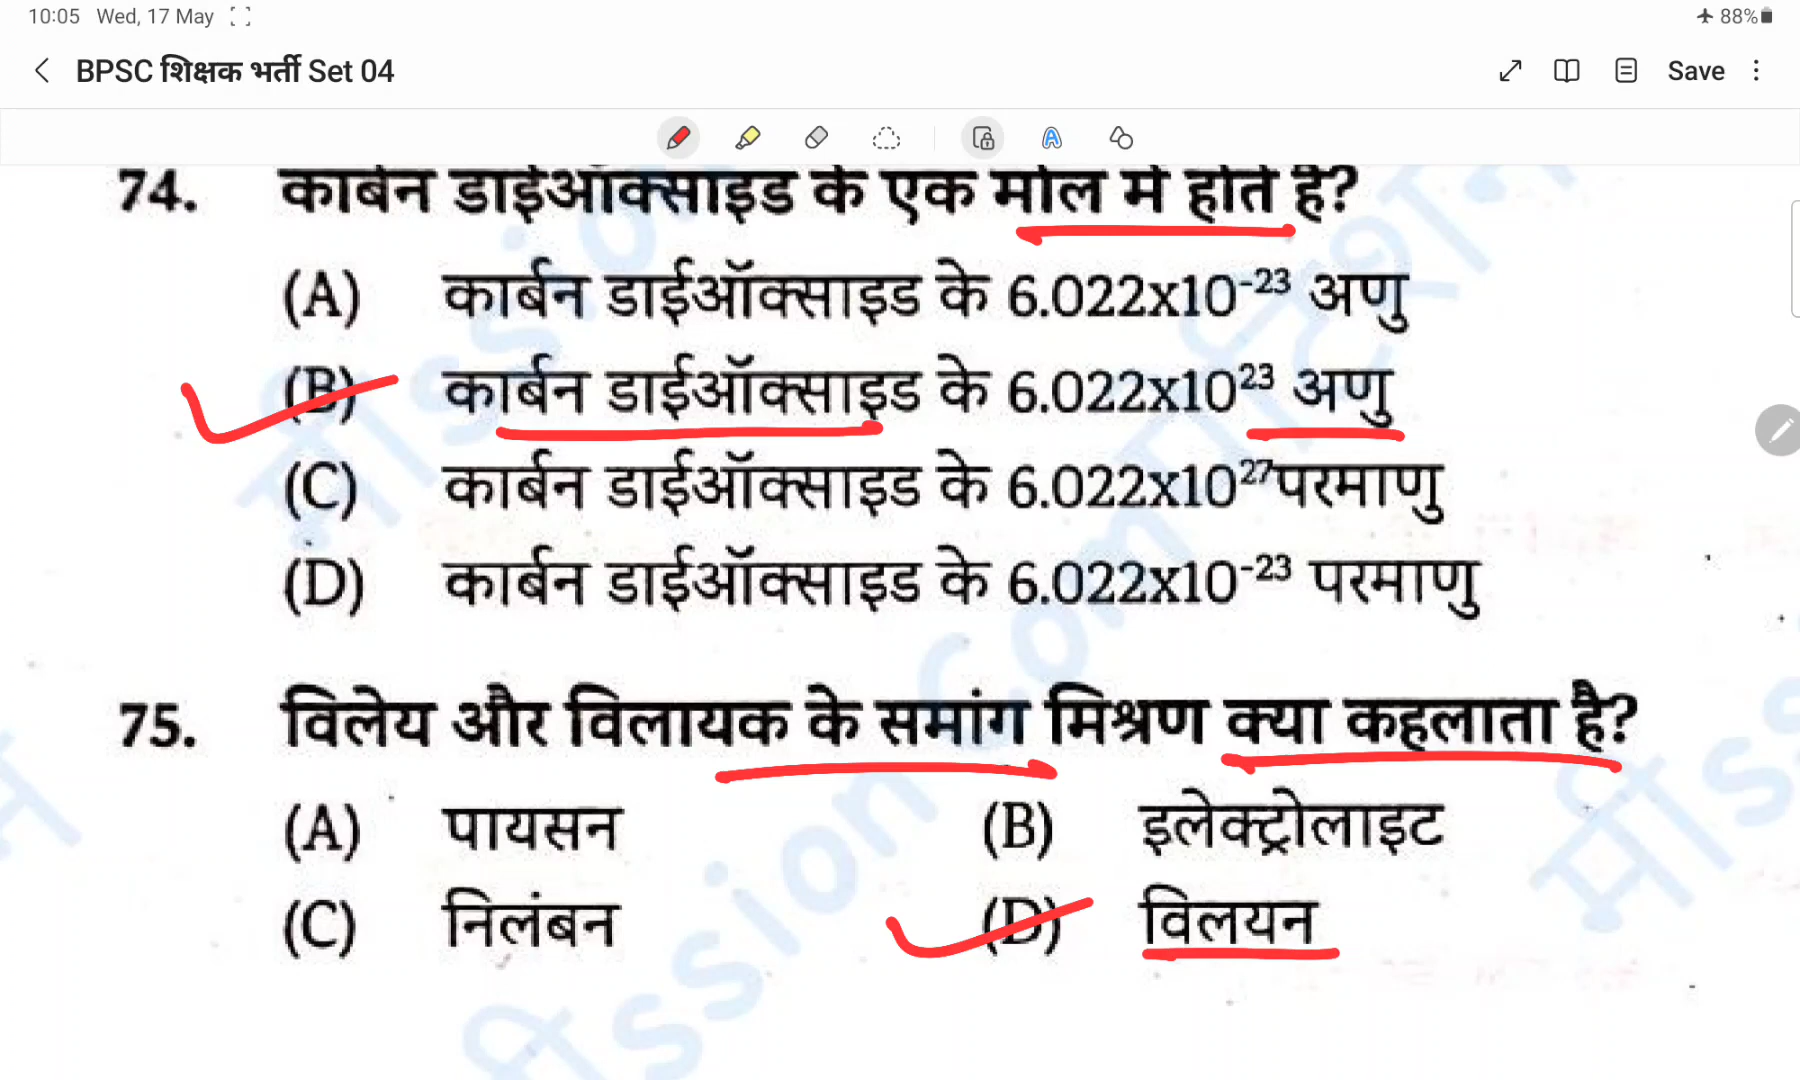 10:05 Wed, 17 May
88%
BPSC शिक्षक भर्ती Set 04
Save
74. कार्बन डाईऑक्साइड के एक मोल में होते हैं?
(A) कार्बन डाईऑक्साइड के 6.022x10⁻²³ अणु
(B) कार्बन डाईऑक्साइड के 6.022x10²³ अणु
(C) कार्बन डाईऑक्साइड के 6.022x10²⁷परमाणु
(D) कार्बन डाईऑक्साइड के 6.022x10⁻²³ परमाणु
75. विलेय और विलायक के समांग मिश्रण क्या कहलाता है?
(A) पायसन (B) इलेक्ट्रोलाइट
(C) निलंबन (D) विलयन